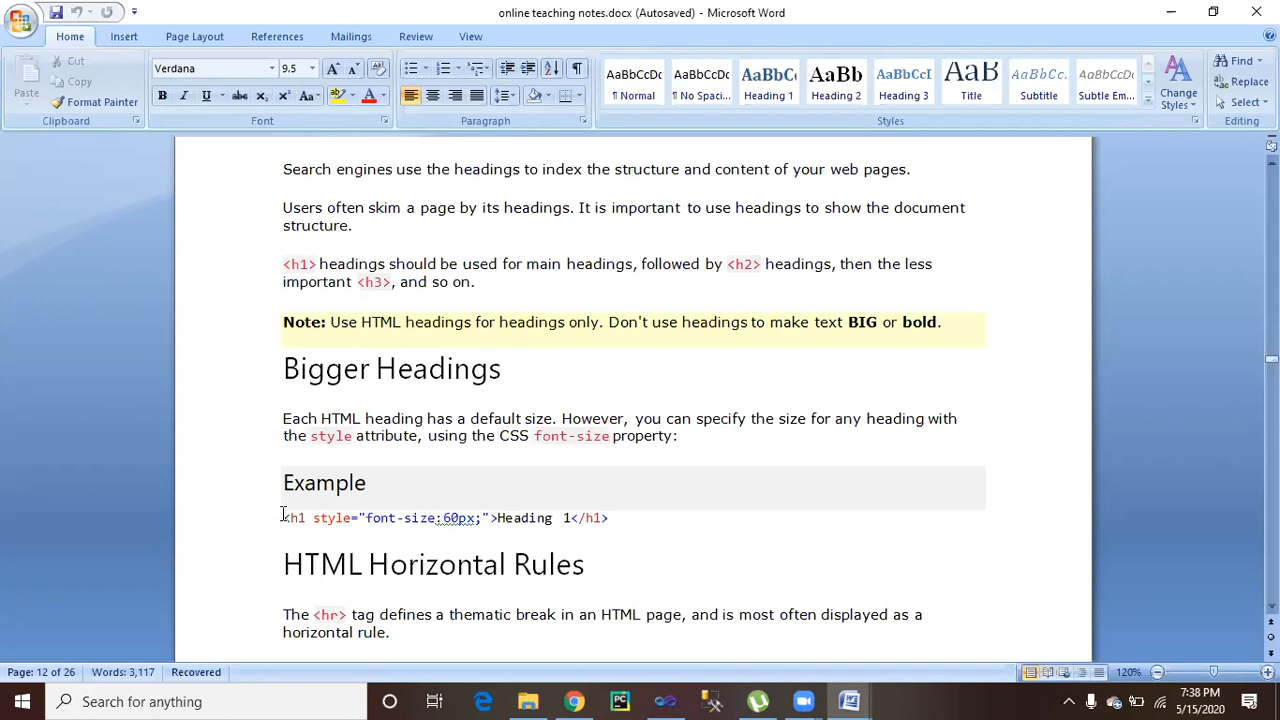 online teaching notes.docx (Autosaved) - Microsoft Word
Home Insert Page Layout References Mailings Review View
Paste
Cut
Copy
Format Painter
Clipboard
Verdana 9.5
Font
Paragraph
AaBbCcDc AaBbCcDc AaBbCc AaBb AaBbCcI AaB AaBbCcI AaBbCcDc
¶ Normal ¶ No Spaci... Heading 1 Heading 2 Heading 3 Title Subtitle Subtle Em...
Change Styles
Styles
Find
Replace
Select
Editing
Search engines use the headings to index the structure and content of your web pages.
Users often skim a page by its headings. It is important to use headings to show the document
structure.
<h1> headings should be used for main headings, followed by <h2> headings, then the less
important <h3>, and so on.
Note: Use HTML headings for headings only. Don't use headings to make text BIG or bold.
Bigger Headings
Each HTML heading has a default size. However, you can specify the size for any heading with
the style attribute, using the CSS font-size property:
Example
<h1 style="font-size:60px;">Heading 1</h1>
HTML Horizontal Rules
The <hr> tag defines a thematic break in an HTML page, and is most often displayed as a
horizontal rule.
Page: 12 of 26 Words: 3,117 Recovered 120%
Search for anything
7:38 PM
5/15/2020